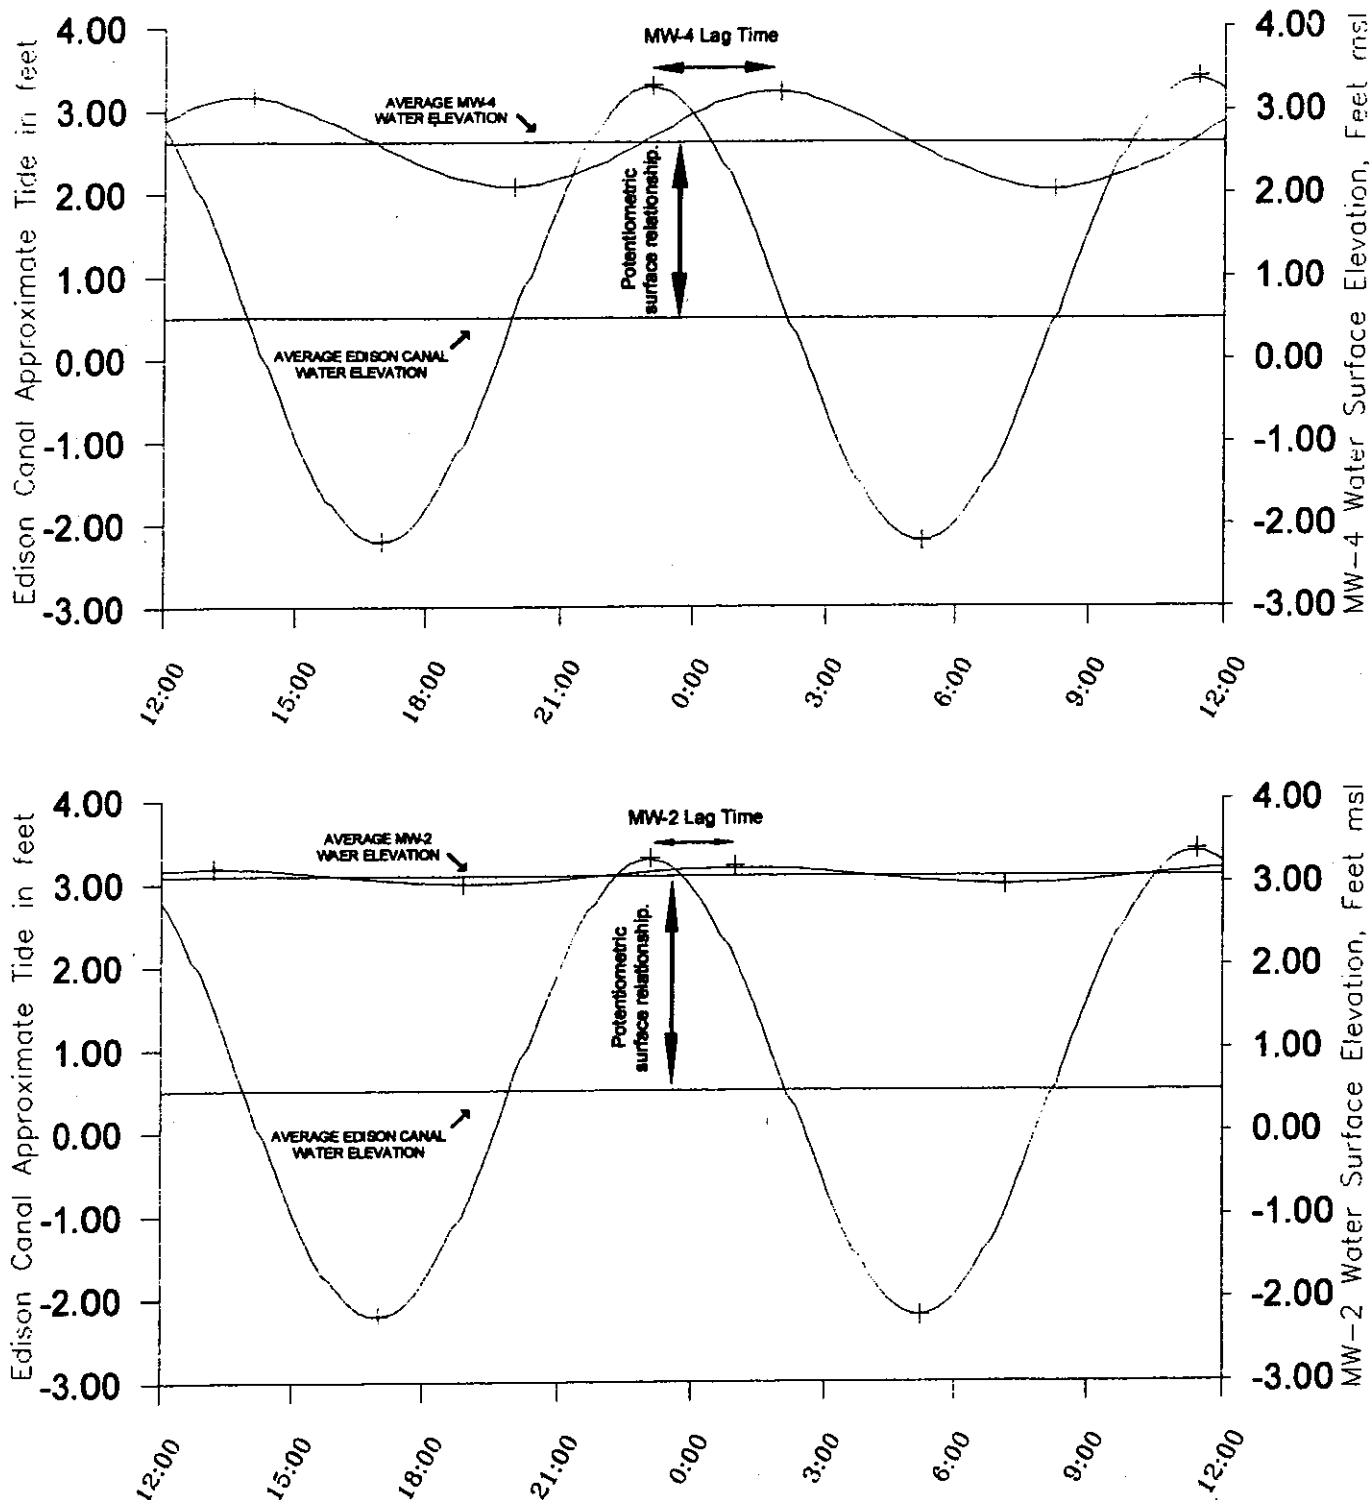 MW-4 Lag Time
Edison Canal Approximate Tide in feet
4.00
3.00
2.00
1.00
0.00
-1.00
-2.00
-3.00
AVERAGE MW-4
WATER ELEVATION
Potentiometric
surface relationship.
AVERAGE EDISON CANAL
WATER ELEVATION
4.00
3.00
2.00
1.00
0.00
-1.00
-2.00
-3.00
MW-4 Water Surface Elevation, Feet msl
12:00
15:00
18:00
21:00
0:00
3:00
6:00
9:00
12:00
MW-2 Lag Time
Edison Canal Approximate Tide in feet
4.00
3.00
2.00
1.00
0.00
-1.00
-2.00
-3.00
AVERAGE MW-2
WAER ELEVATION
Potentiometric
surface relationship.
AVERAGE EDISON CANAL
WATER ELEVATION
4.00
3.00
2.00
1.00
0.00
-1.00
-2.00
-3.00
MW-2 Water Surface Elevation, Feet msl
12:00
15:00
18:00
21:00
0:00
3:00
6:00
9:00
12:00